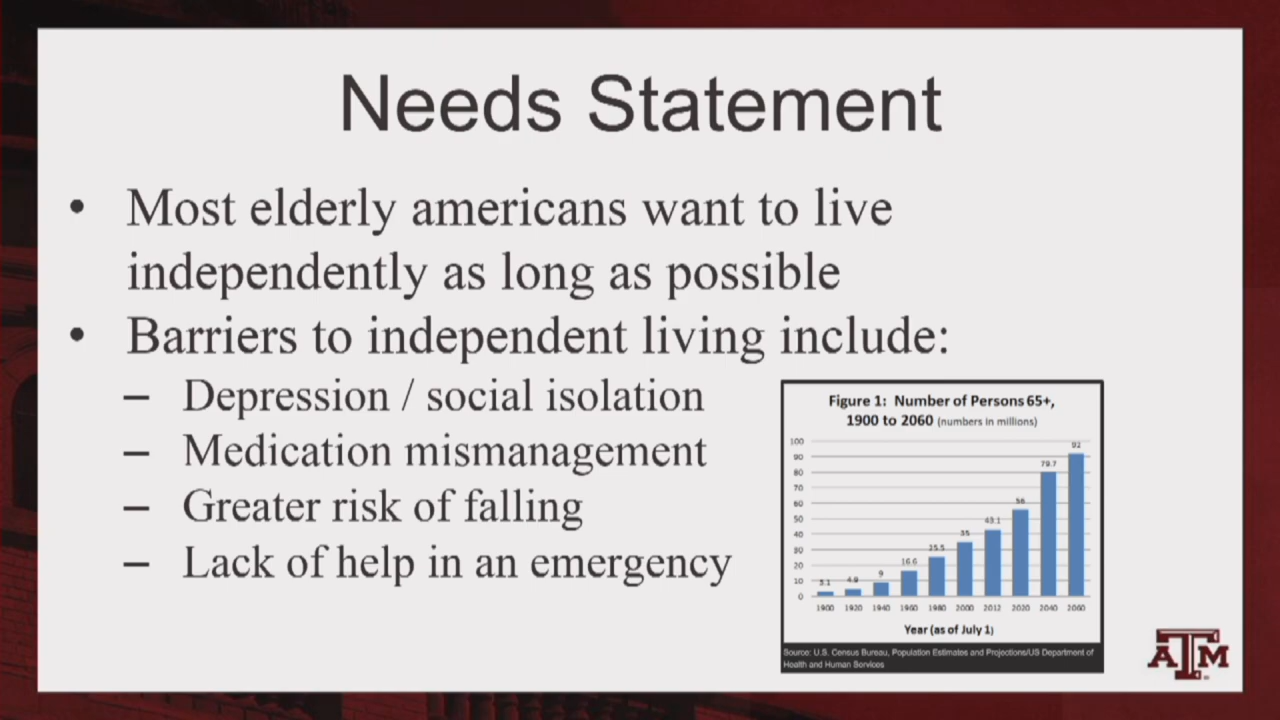 Needs Statement
• Most elderly americans want to live
independently as long as possible
• Barriers to independent living include:
– Depression / social isolation
– Medication mismanagement
– Greater risk of falling
– Lack of help in an emergency
Figure 1: Number of Persons 65+,
1900 to 2060 (numbers in millions)
100
90
80
70
60
50
40
30
20
10
0
3.1 4.9 9 16.6 25.5 35 43.1 56 79.7 92
1900 1920 1940 1960 1980 2000 2012 2020 2040 2060
Year (as of July 1)
Source: U.S. Census Bureau, Population Estimates and Projections/US Department of
Health and Human Services
ATM